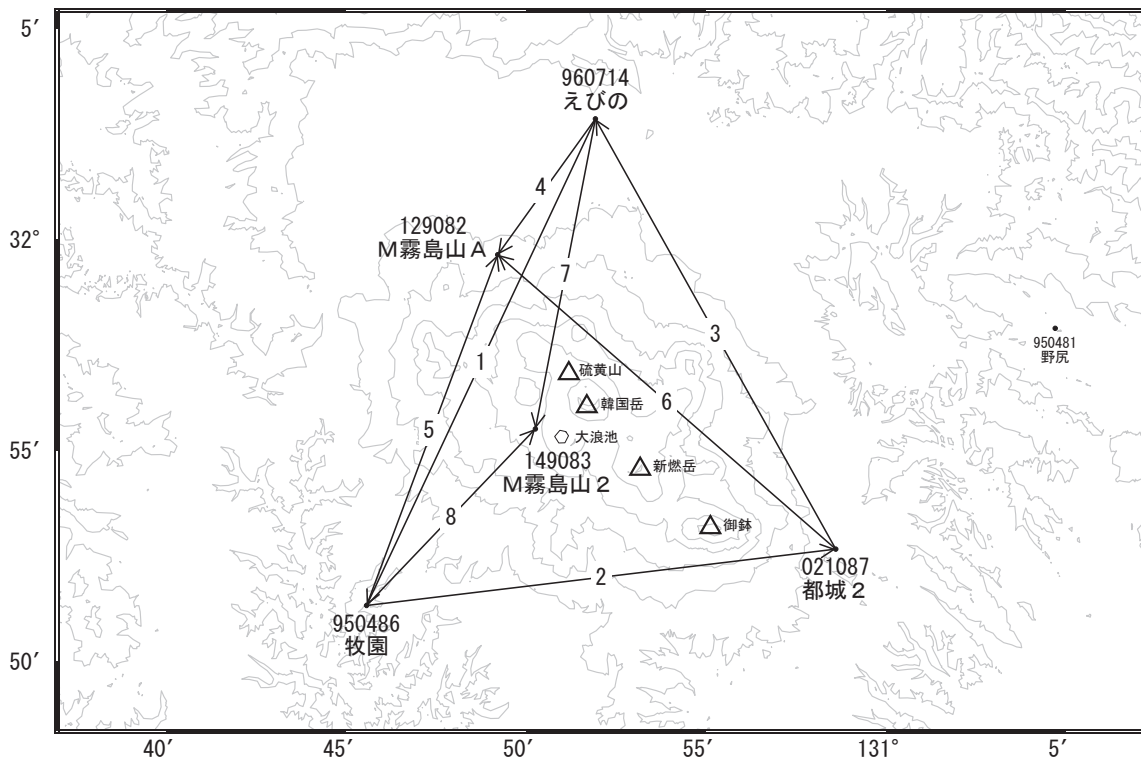 5′
960714
えびの
4
129082
M霧島山A
32°
7
3
950481
野尻
1
硫黄山
韓国岳
6
5
大浪池
55′
149083
M霧島山2
新燃岳
8
御鉢
021087
都城2
2
950486
牧園
50′
40′
45′
50′
55′
131°
5′